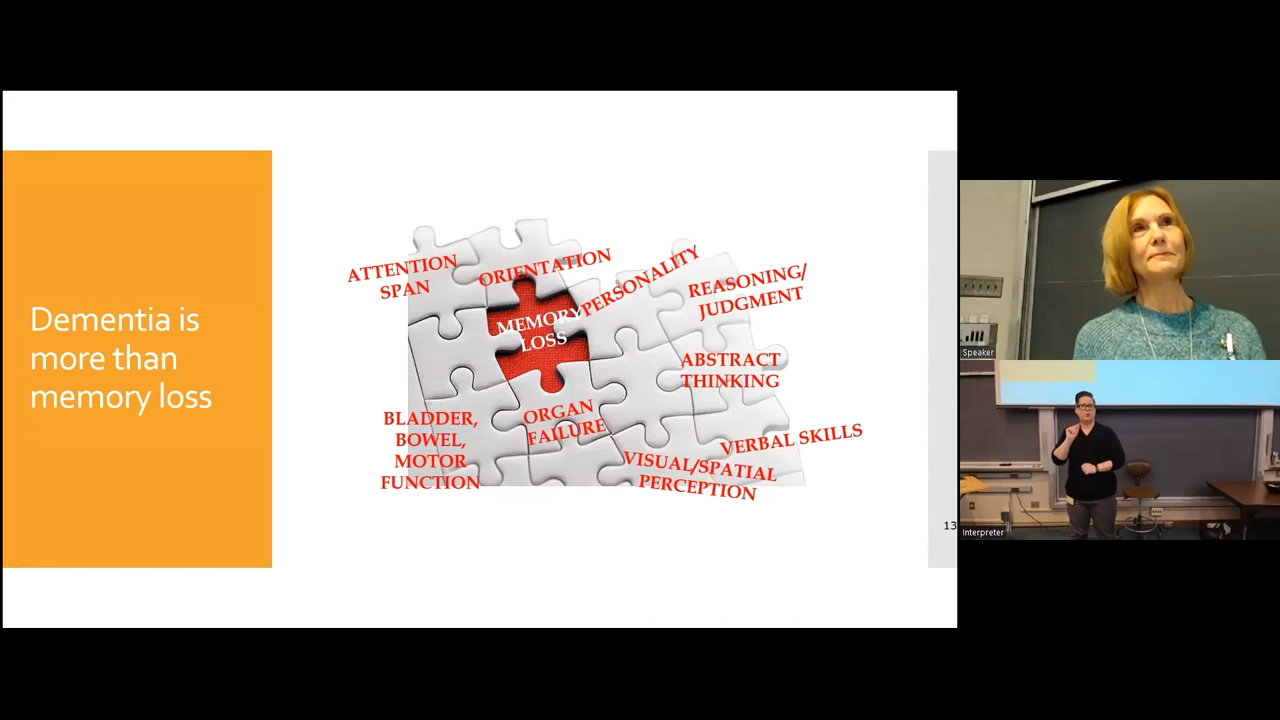 Dementia is
more than
memory loss
ATTENTION
SPAN
ORIENTATION
PERSONALITY
REASONING/
JUDGMENT
MEMORY
LOSS
ABSTRACT
THINKING
BLADDER,
BOWEL,
MOTOR
FUNCTION
ORGAN
FAILURE
VERBAL SKILLS
VISUAL/SPATIAL
PERCEPTION
13
Speaker
Interpreter